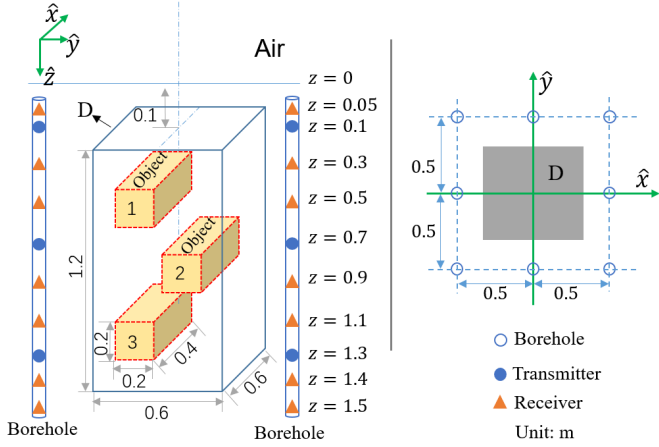 x̂
ŷ
ẑ
Air
z = 0
z = 0.05
z = 0.1
z = 0.3
z = 0.5
z = 0.7
z = 0.9
z = 1.1
z = 1.3
z = 1.4
z = 1.5
D
0.1
Object
1
Object
2
3
1.2
0.2
0.2
0.4
0.6
0.6
Borehole
Borehole
ŷ
x̂
D
0.5
0.5
0.5
0.5
Borehole
Transmitter
Receiver
Unit: m